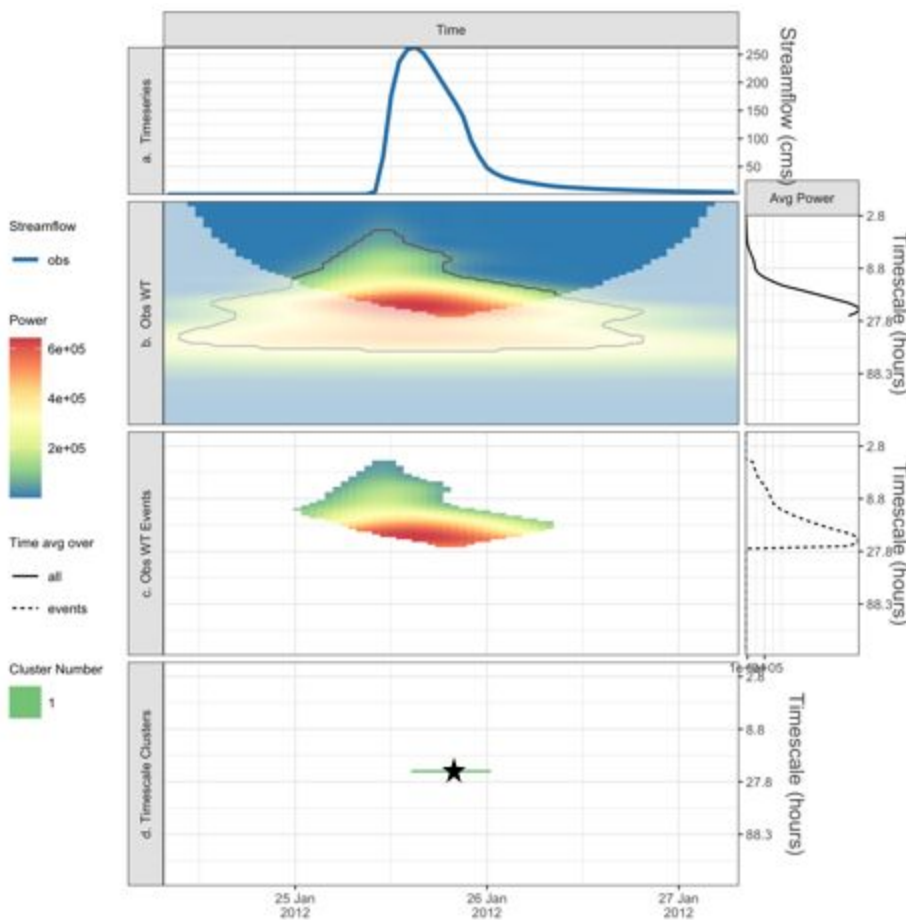 Time
a. Timeseries
250
200
150
100
50
Streamflow (cms)
Streamflow
obs
Power
6e+05
4e+05
2e+05
Time avg over
all
events
Cluster Number
1
b. Obs WT
Avg Power
2.8
8.8
27.8
88.3
Timescale (hours)
c. Obs WT Events
2.8
8.8
27.8
88.3
Timescale (hours)
d. Timescale Clusters
2.8
8.8
27.8
88.3
Timescale (hours)
25 Jan
2012
26 Jan
2012
27 Jan
2012